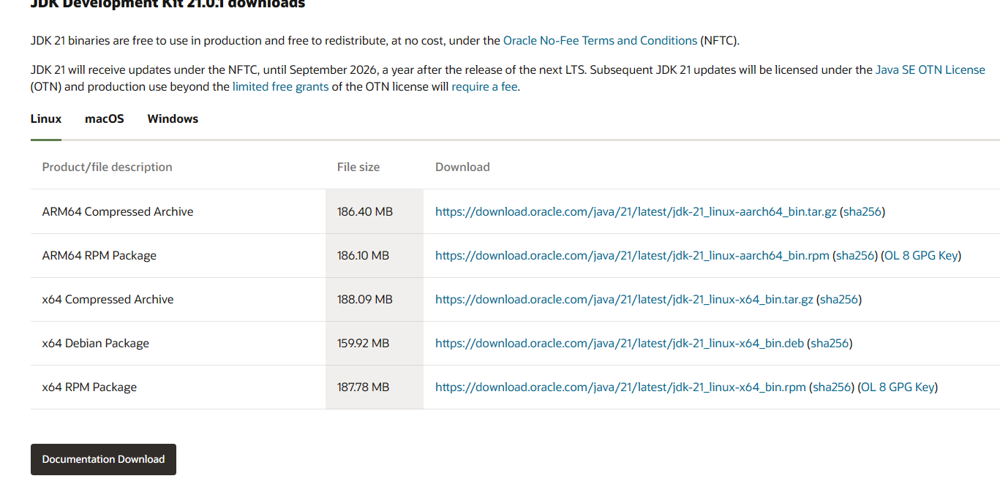 JDK Development Kit 21.0.1 downloads
JDK 21 binaries are free to use in production and free to redistribute, at no cost, under the Oracle No-Fee Terms and Conditions (NFTC).
JDK 21 will receive updates under the NFTC, until September 2026, a year after the release of the next LTS. Subsequent JDK 21 updates will be licensed under the Java SE OTN License
(OTN) and production use beyond the limited free grants of the OTN license will require a fee.
Linux macOS Windows
Product/file description File size Download
ARM64 Compressed Archive 186.40 MB https://download.oracle.com/java/21/latest/jdk-21_linux-aarch64_bin.tar.gz (sha256)
ARM64 RPM Package 186.10 MB https://download.oracle.com/java/21/latest/jdk-21_linux-aarch64_bin.rpm (sha256) (OL 8 GPG Key)
x64 Compressed Archive 188.09 MB https://download.oracle.com/java/21/latest/jdk-21_linux-x64_bin.tar.gz (sha256)
x64 Debian Package 159.92 MB https://download.oracle.com/java/21/latest/jdk-21_linux-x64_bin.deb (sha256)
x64 RPM Package 187.78 MB https://download.oracle.com/java/21/latest/jdk-21_linux-x64_bin.rpm (sha256) (OL 8 GPG Key)
Documentation Download